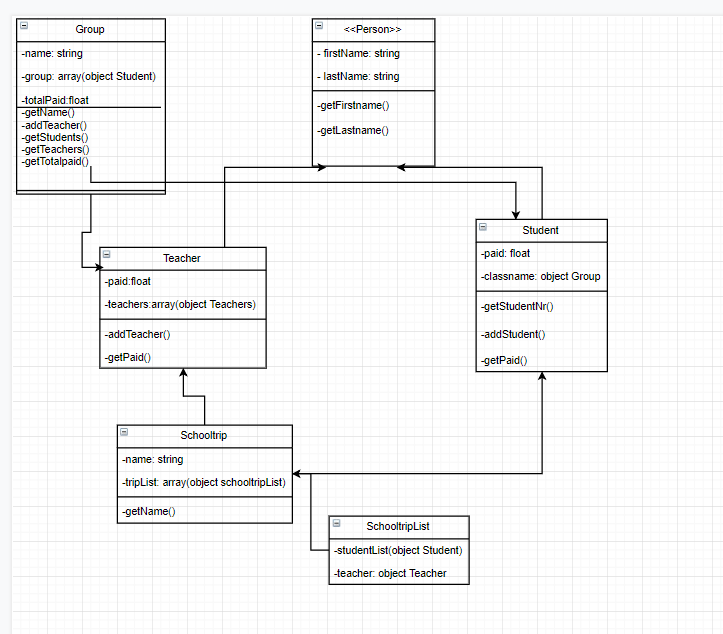 Group
-name: string
-group: array(object Student)
-totalPaid:float
-getName()
-addTeacher()
-getStudents()
-getTeachers()
-getTotalpaid()
<<Person>>
- firstName: string
- lastName: string
-getFirstname()
-getLastname()
Teacher
-paid:float
-teachers:array(object Teachers)
-addTeacher()
-getPaid()
Student
-paid: float
-classname: object Group
-getStudentNr()
-addStudent()
-getPaid()
Schooltrip
-name: string
-tripList: array(object schooltripList)
-getName()
SchooltripList
-studentList(object Student)
-teacher: object Teacher